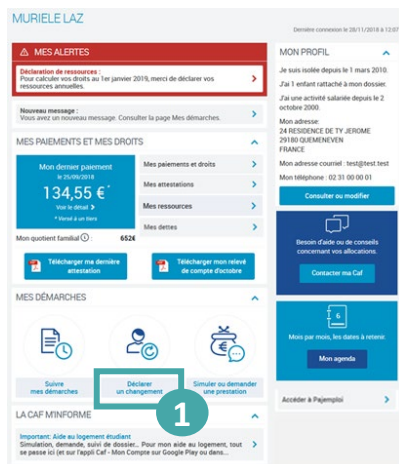 MURIELE LAZ
Dernière connexion le 28/11/2018 à 12:07
MES ALERTES
Déclaration de ressources :
Pour calculer vos droits au 1er janvier 2019, merci de déclarer vos
ressources annuelles.
Nouveau message :
Vous avez un nouveau message. Consulter la page Mes démarches.
MES PAIEMENTS ET MES DROITS
Mon dernier paiement
le 25/09/2018
134,55 €*
Voir le détail
* Versé à un tiers
Mon quotient familial : 652€
Mes paiements et droits
Mes attestations
Mes ressources
Mes dettes
Télécharger ma dernière
attestation
Télécharger mon relevé
de compte d'octobre
MES DÉMARCHES
Suivre
mes démarches
Déclarer
un changement
Simuler ou demander
une prestation
1
LA CAF M'INFORME
Important: Aide au logement étudiant
Simulation, demande, suivi de dossier... Pour mon aide au logement, tout
se passe ici (et sur l'appli Caf - Mon Compte sur Google Play ou dans...
MON PROFIL
Je suis isolée depuis le 1 mars 2010.
J'ai 1 enfant rattaché à mon dossier.
J'ai une activité salariée depuis le 2
octobre 2000.
Mon adresse:
24 RESIDENCE DE TY JEROME
29180 QUEMENEVEN
FRANCE
Mon adresse courriel : test@test.test
Mon téléphone : 02 31 00 00 01
Consulter ou modifier
Besoin d'aide ou de conseils
concernant vos allocations.
Contacter ma Caf
6
Mois par mois, les dates à retenir.
Mon agenda
Accéder à Pajemploi